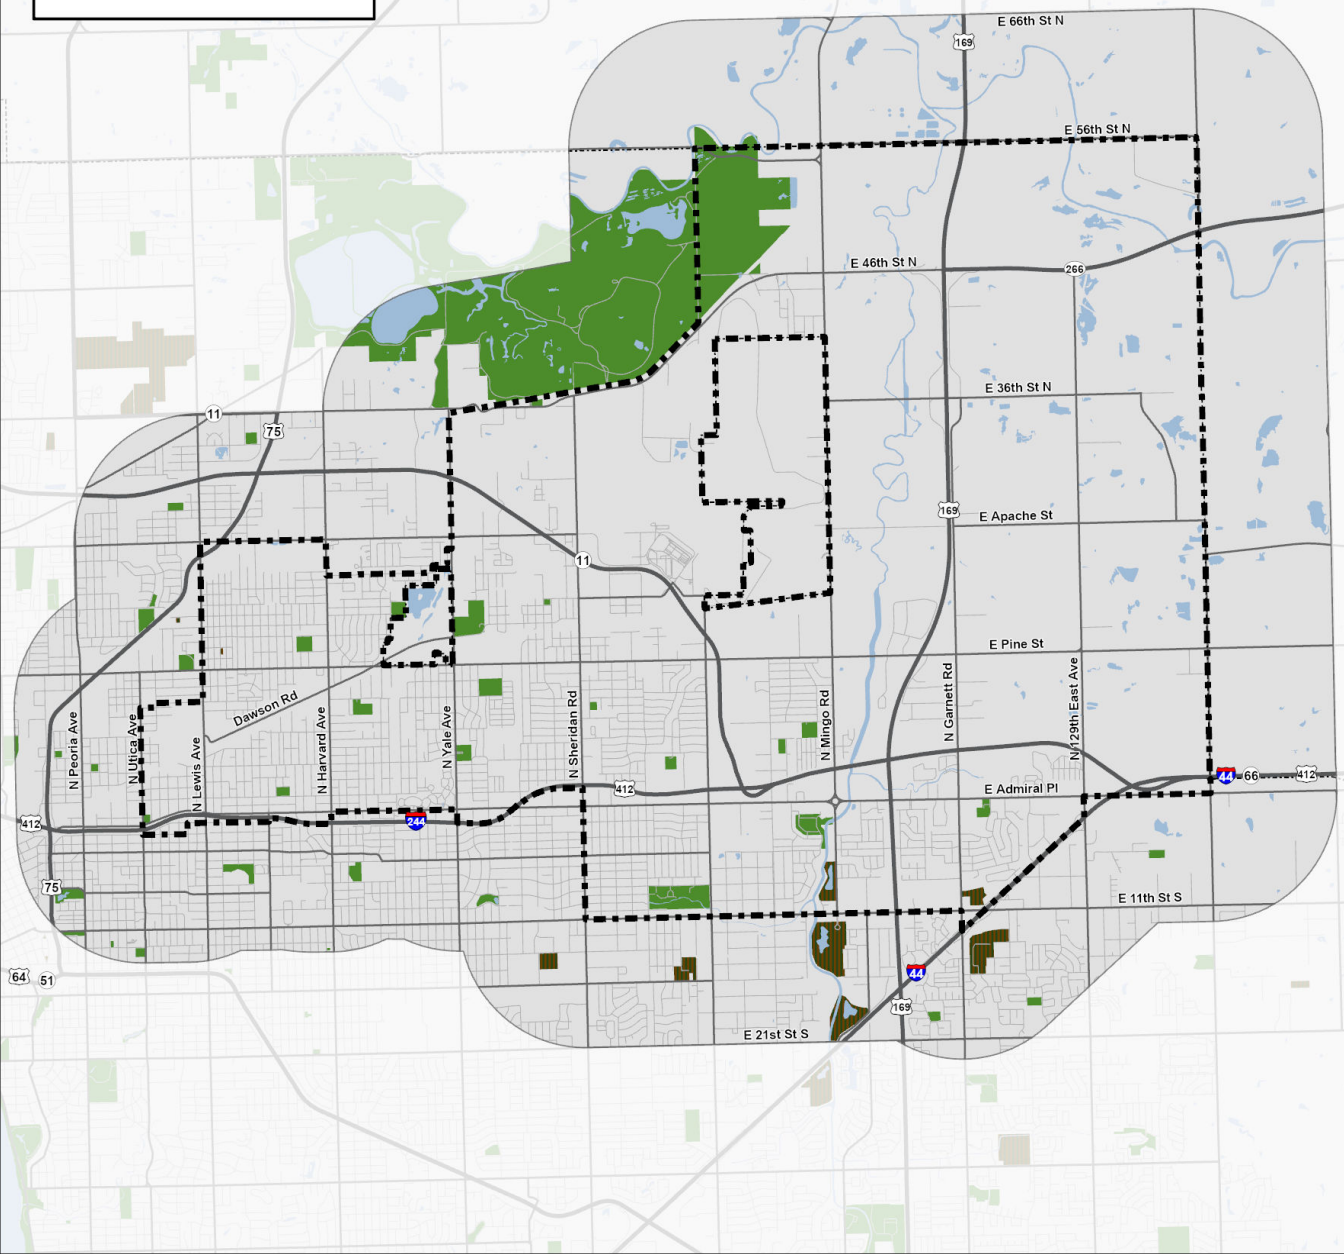 E 66th St N
169
E 56th St N
E 46th St N
266
E 36th St N
11
75
169
E Apache St
11
E Pine St
Dawson Rd
N Peoria Ave
N Utica Ave
N Lewis Ave
N Harvard Ave
N Yale Ave
N Sheridan Rd
N Mingo Rd
N Garnett Rd
N 129th East Ave
44
66
412
412
E Admiral Pl
412
244
75
E 11th St S
64
51
44
169
E 21st St S